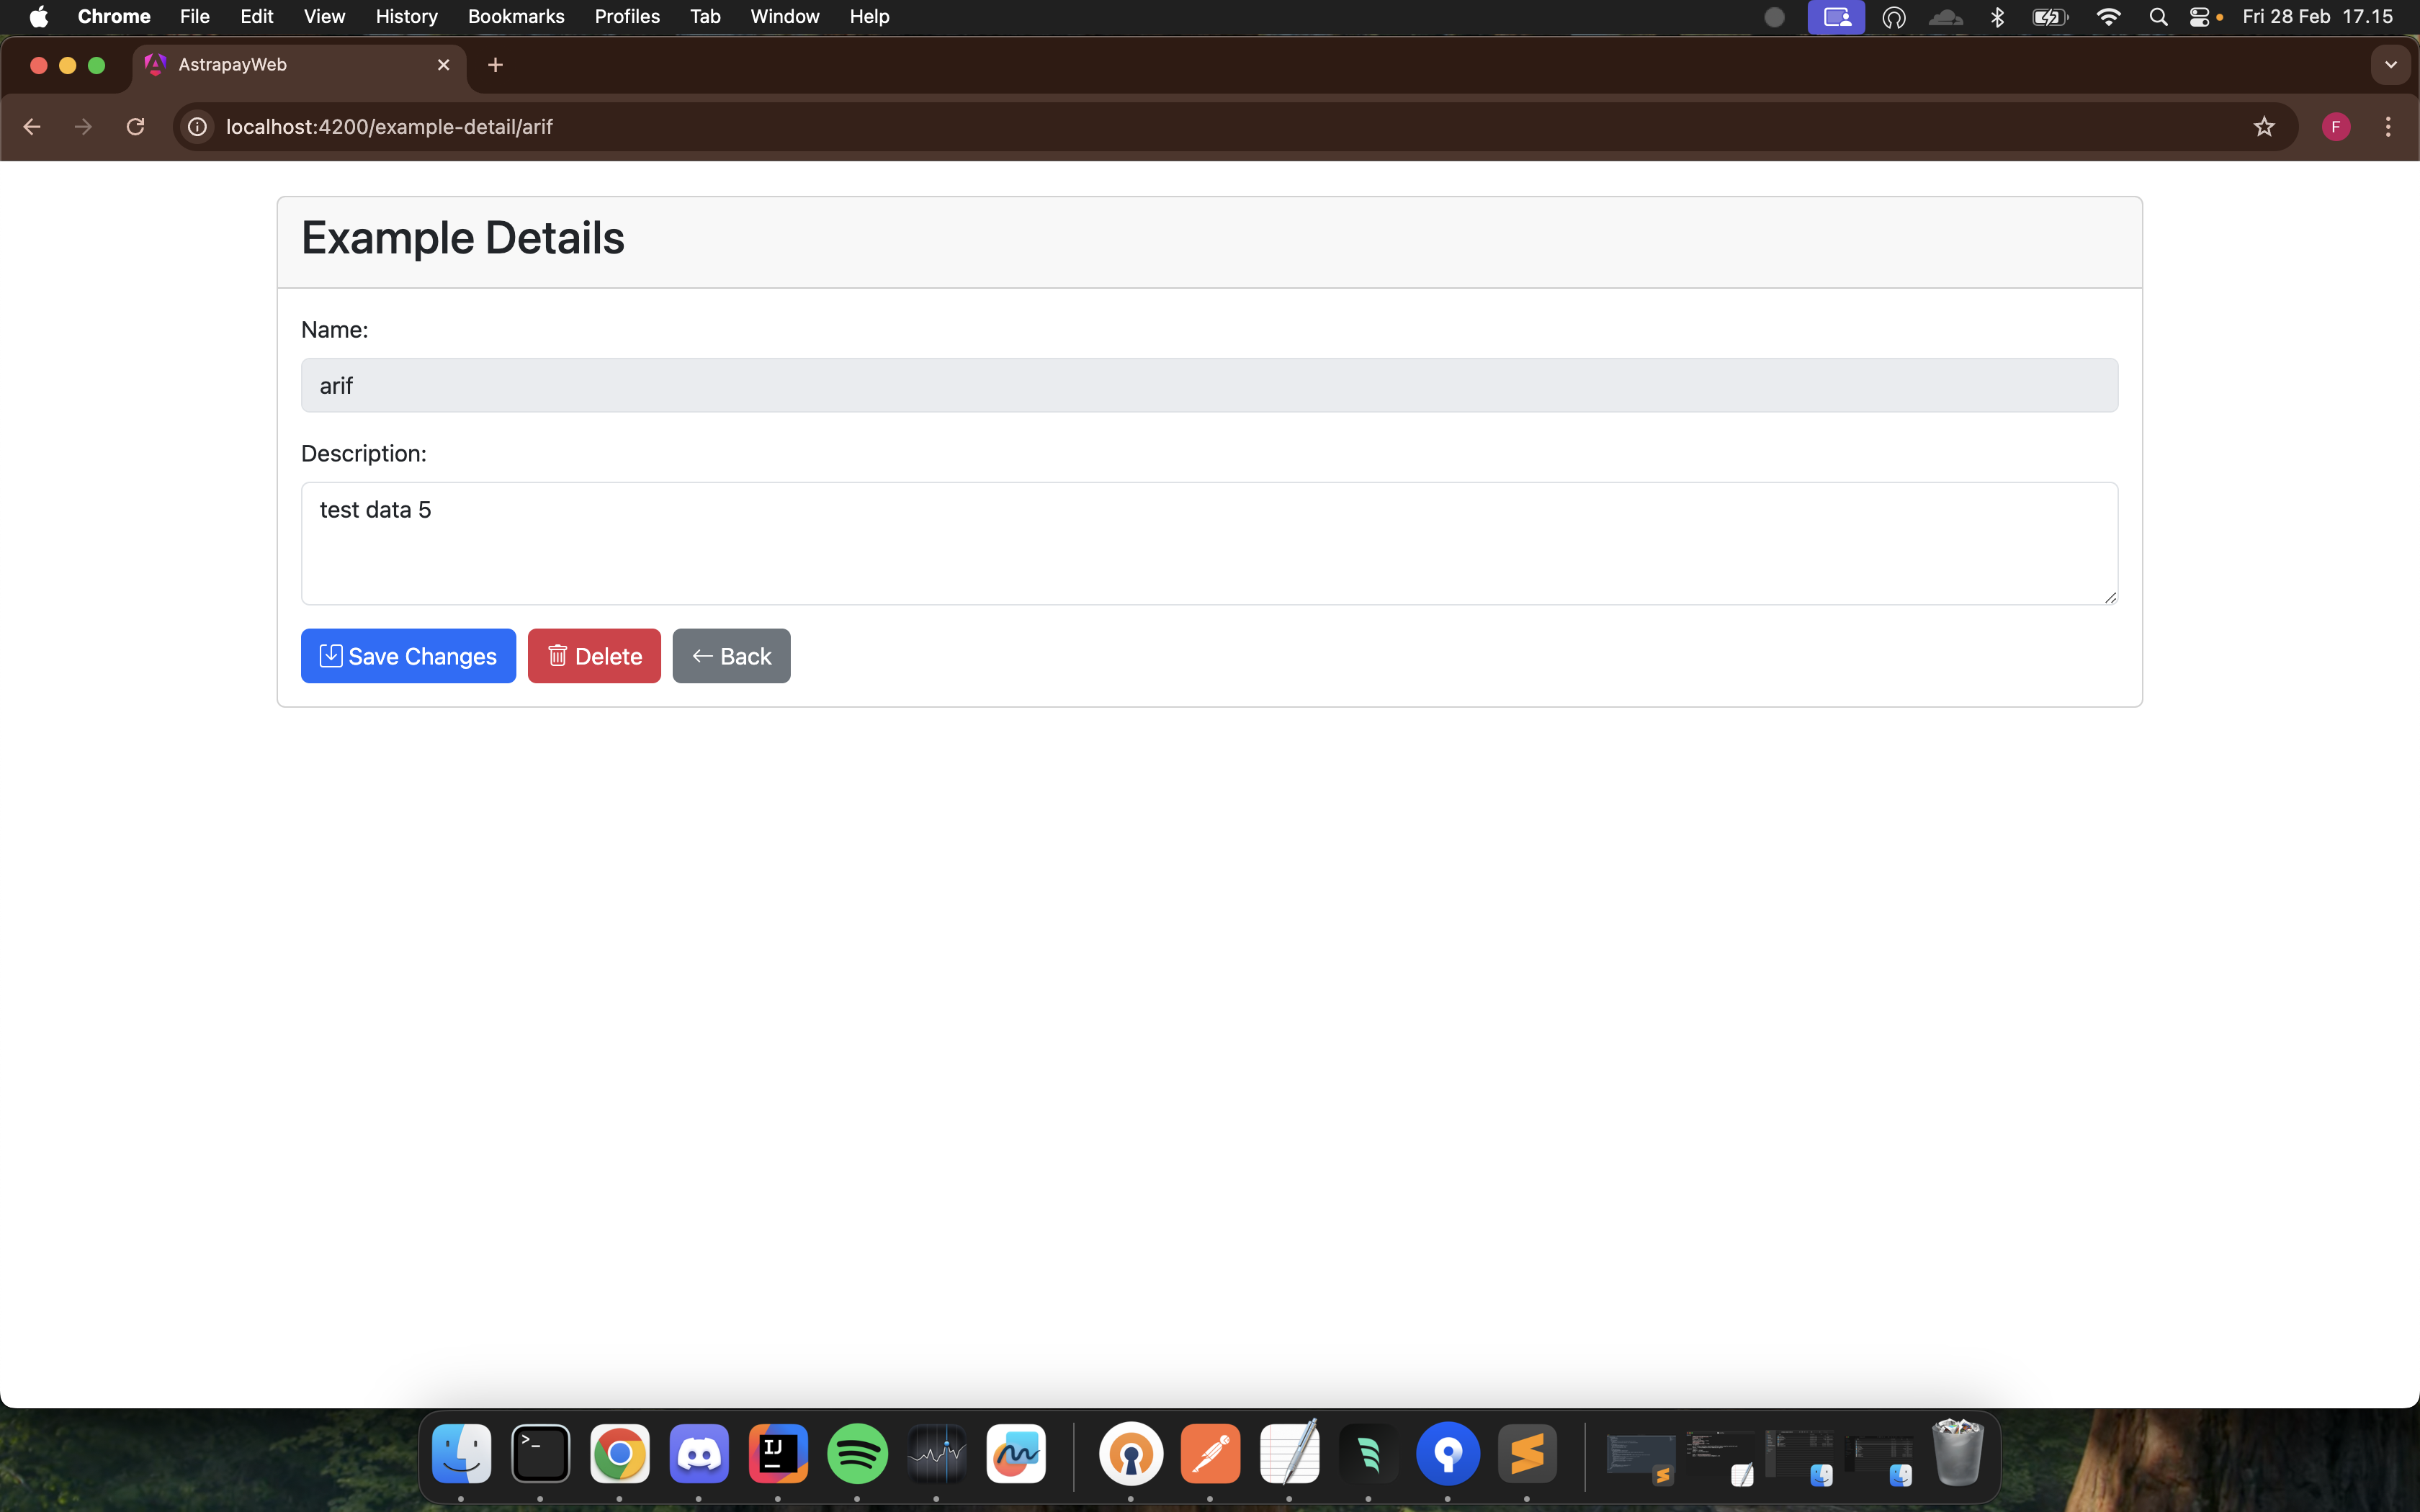 Chrome File Edit View History Bookmarks Profiles Tab Window Help Fri 28 Feb 17.15
AstrapayWeb
localhost:4200/example-detail/arif
F
Example Details
Name:
arif
Description:
test data 5
Save Changes Delete Back
>_
IJ